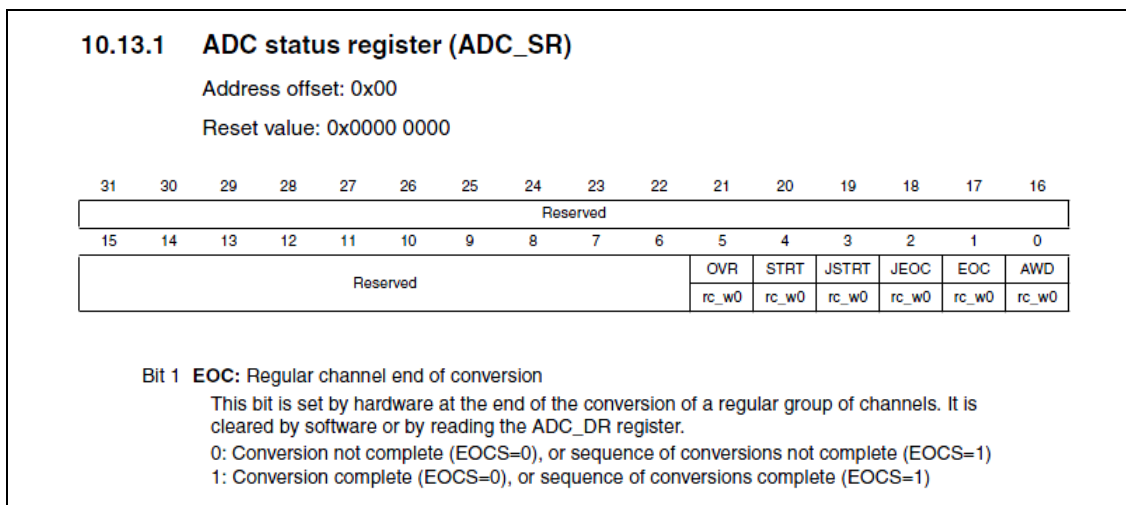 10.13.1 ADC status register (ADC_SR)
Address offset: 0x00
Reset value: 0x0000 0000
31 30 29 28 27 26 25 24 23 22 21 20 19 18 17 16
Reserved
15 14 13 12 11 10 9 8 7 6 5 4 3 2 1 0
Reserved OVR STRT JSTRT JEOC EOC AWD
rc_w0 rc_w0 rc_w0 rc_w0 rc_w0 rc_w0
Bit 1 EOC: Regular channel end of conversion
This bit is set by hardware at the end of the conversion of a regular group of channels. It is
cleared by software or by reading the ADC_DR register.
0: Conversion not complete (EOCS=0), or sequence of conversions not complete (EOCS=1)
1: Conversion complete (EOCS=0), or sequence of conversions complete (EOCS=1)